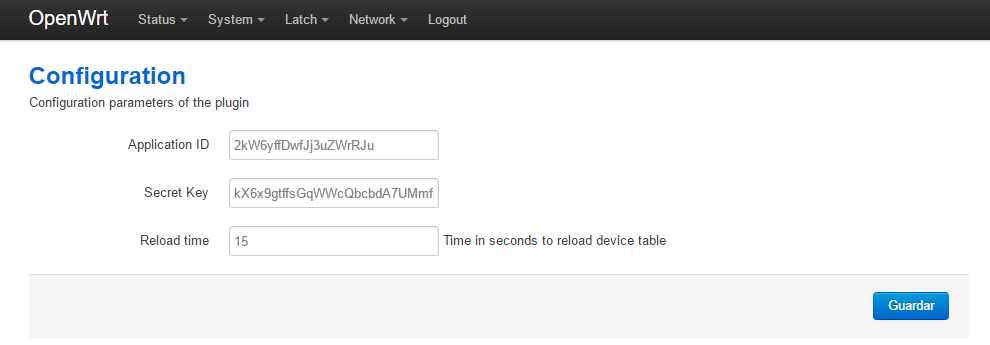 OpenWrt Status System Latch Network Logout
Configuration
Configuration parameters of the plugin
Application ID 2kW6yffDwfJj3uZWrRJu
Secret Key kX6x9gtffsGqWWcQbcbdA7UMmf
Reload time 15 Time in seconds to reload device table
Guardar